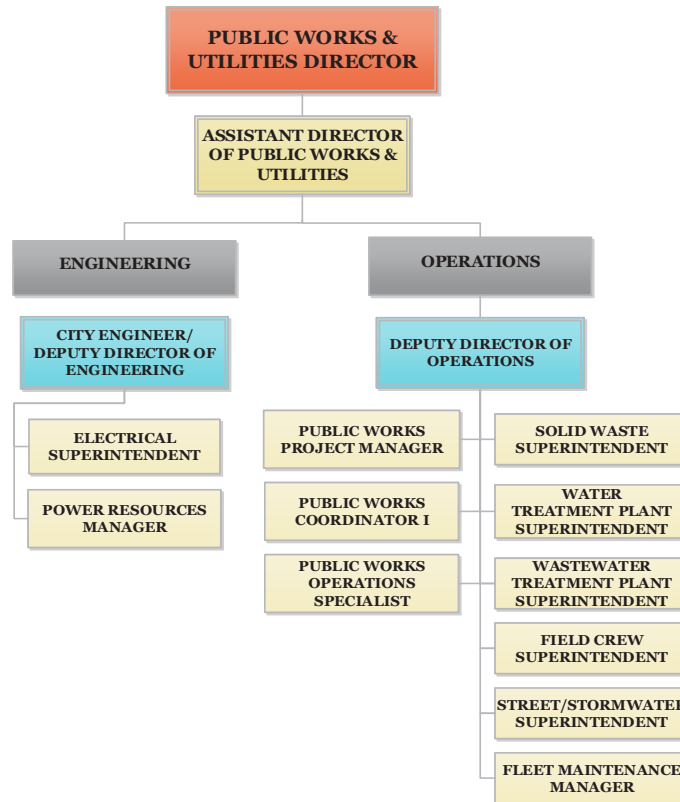 PUBLIC WORKS &
UTILITIES DIRECTOR
ASSISTANT DIRECTOR
OF PUBLIC WORKS &
UTILITIES
ENGINEERING
OPERATIONS
CITY ENGINEER/
DEPUTY DIRECTOR OF
ENGINEERING
DEPUTY DIRECTOR OF
OPERATIONS
ELECTRICAL
SUPERINTENDENT
POWER RESOURCES
MANAGER
PUBLIC WORKS
PROJECT MANAGER
SOLID WASTE
SUPERINTENDENT
PUBLIC WORKS
COORDINATOR I
WATER
TREATMENT PLANT
SUPERINTENDENT
PUBLIC WORKS
OPERATIONS
SPECIALIST
WASTEWATER
TREATMENT PLANT
SUPERINTENDENT
FIELD CREW
SUPERINTENDENT
STREET/STORMWATER
SUPERINTENDENT
FLEET MAINTENANCE
MANAGER